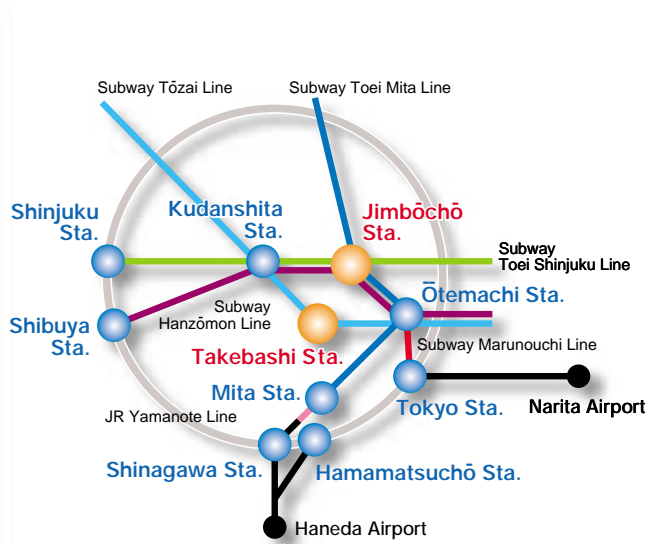 Subway Tōzai Line
Subway Toei Mita Line
Shinjuku
Sta.
Kudanshita
Sta.
Jimbōchō
Sta.
Subway
Toei Shinjuku Line
Ōtemachi Sta.
Shibuya
Sta.
Subway
Hanzōmon Line
Takebashi Sta.
Subway Marunouchi Line
Mita Sta.
JR Yamanote Line
Tokyo Sta.
Narita Airport
Shinagawa Sta.
Hamamatsuchō Sta.
Haneda Airport